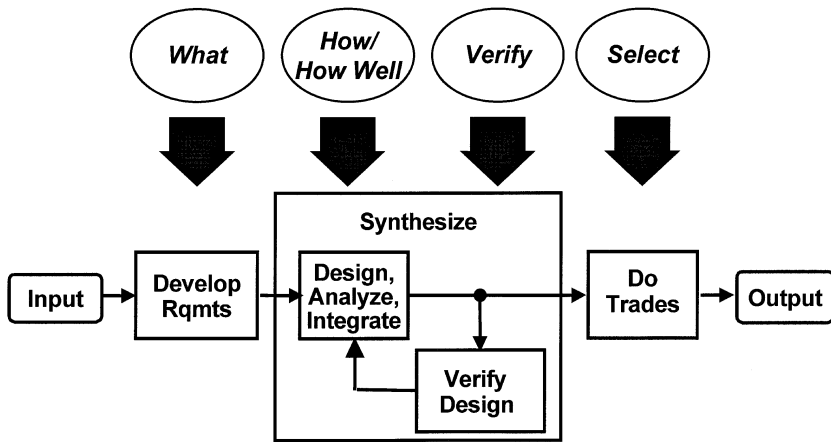 What
How/
How Well
Verify
Select
Synthesize
Input
Develop
Rqmts
Design,
Analyze,
Integrate
Do
Trades
Output
Verify
Design